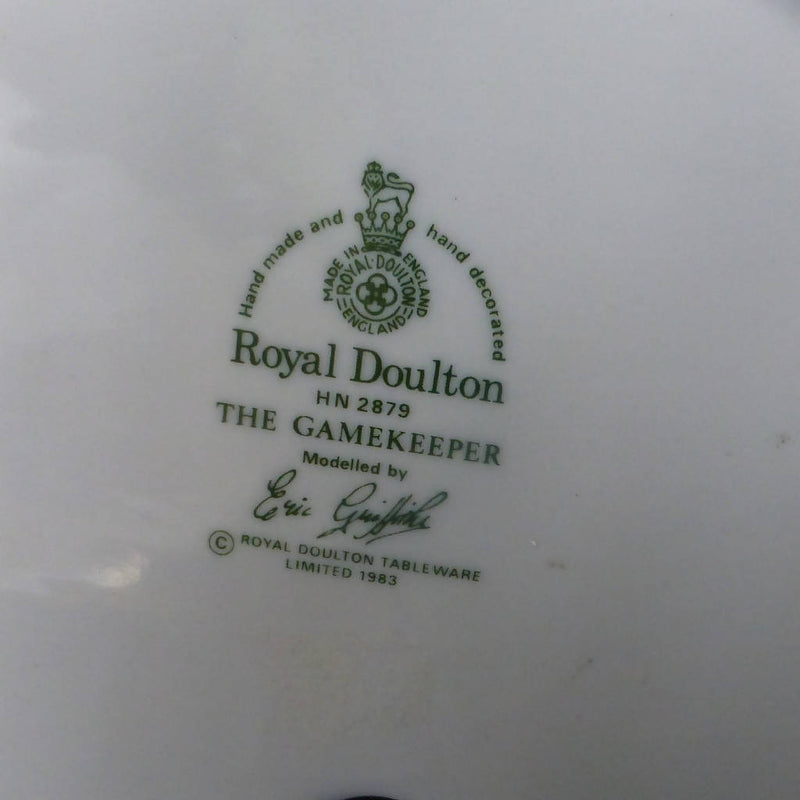 Hand made and hand decorated
MADE IN ENGLAND
ROYAL·DOULTON
ENGLAND
Royal Doulton
HN 2879
THE GAMEKEEPER
Modelled by
Eric Griffiths
© ROYAL DOULTON TABLEWARE
LIMITED 1983